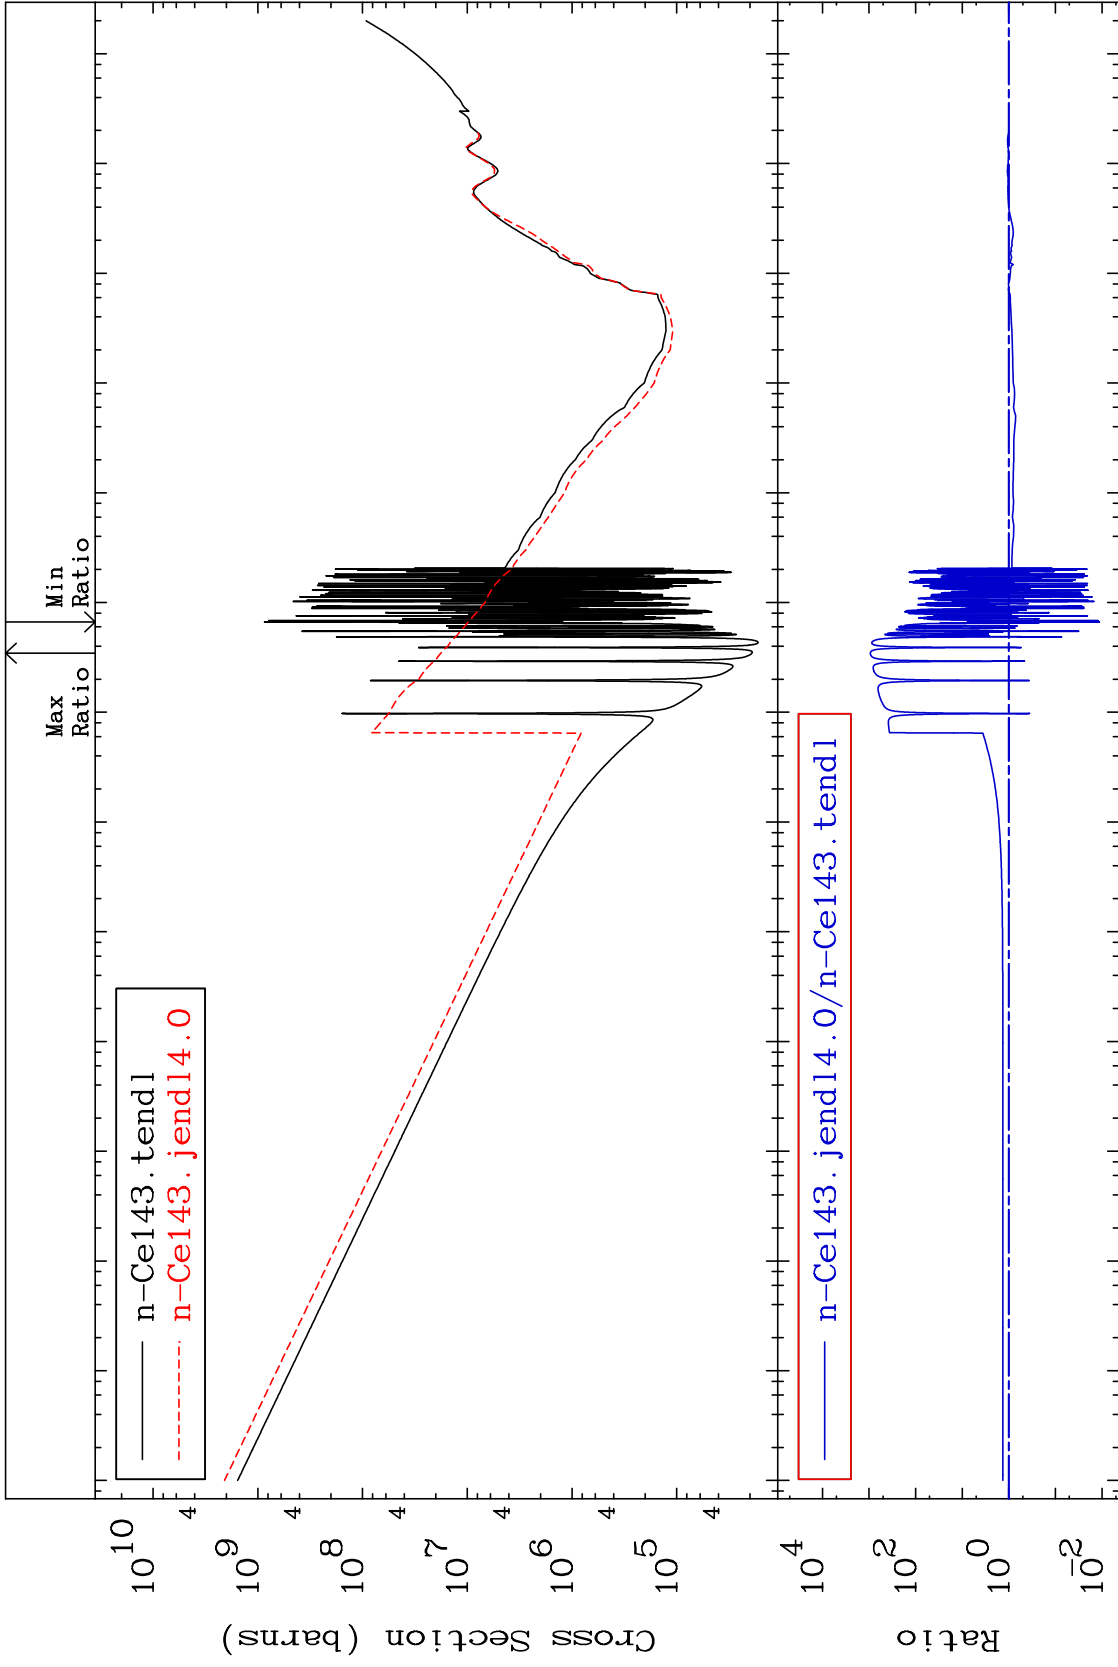 Max
Ratio
Min
Ratio
n-Ce143.tendl
n-Ce143.jendl4.0
10 10
10 9
4
10 8
4
10 7
4
10 6
4
10 5
4
Cross Section (barns)
n-Ce143.jendl4.0/n-Ce143.tendl
10 4
10 2
10 0
10 -2
Ratio